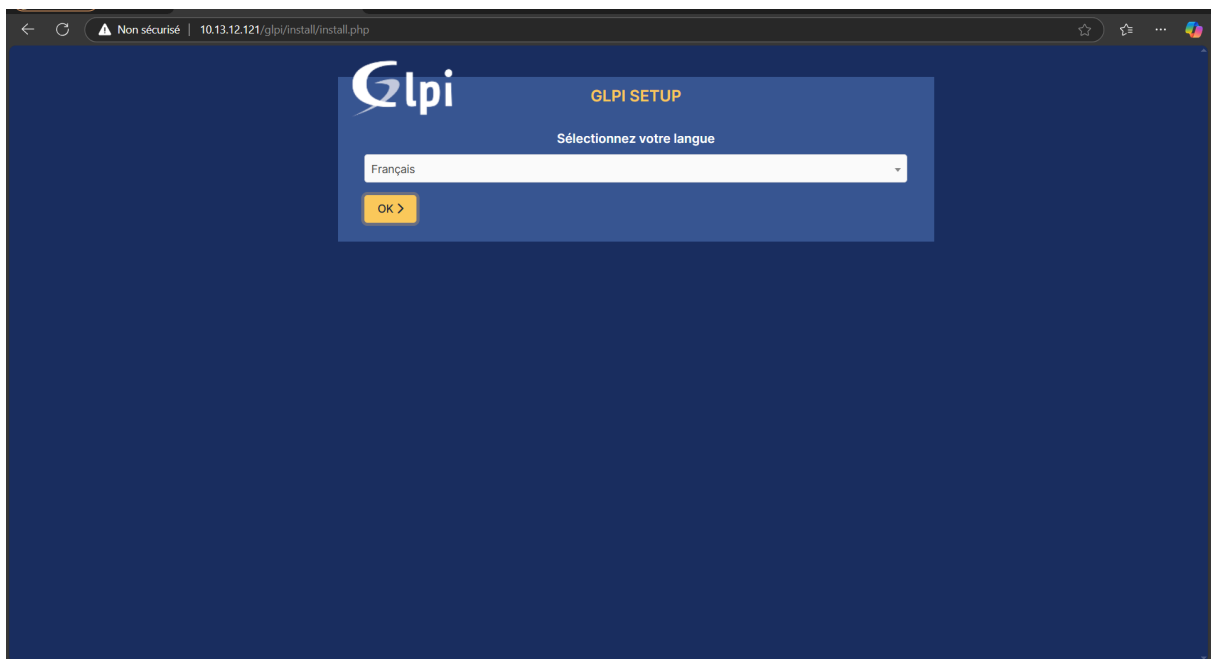 Non sécurisé | 10.13.12.121/glpi/install/install.php
Glpi
GLPI SETUP
Sélectionnez votre langue
Français
OK >